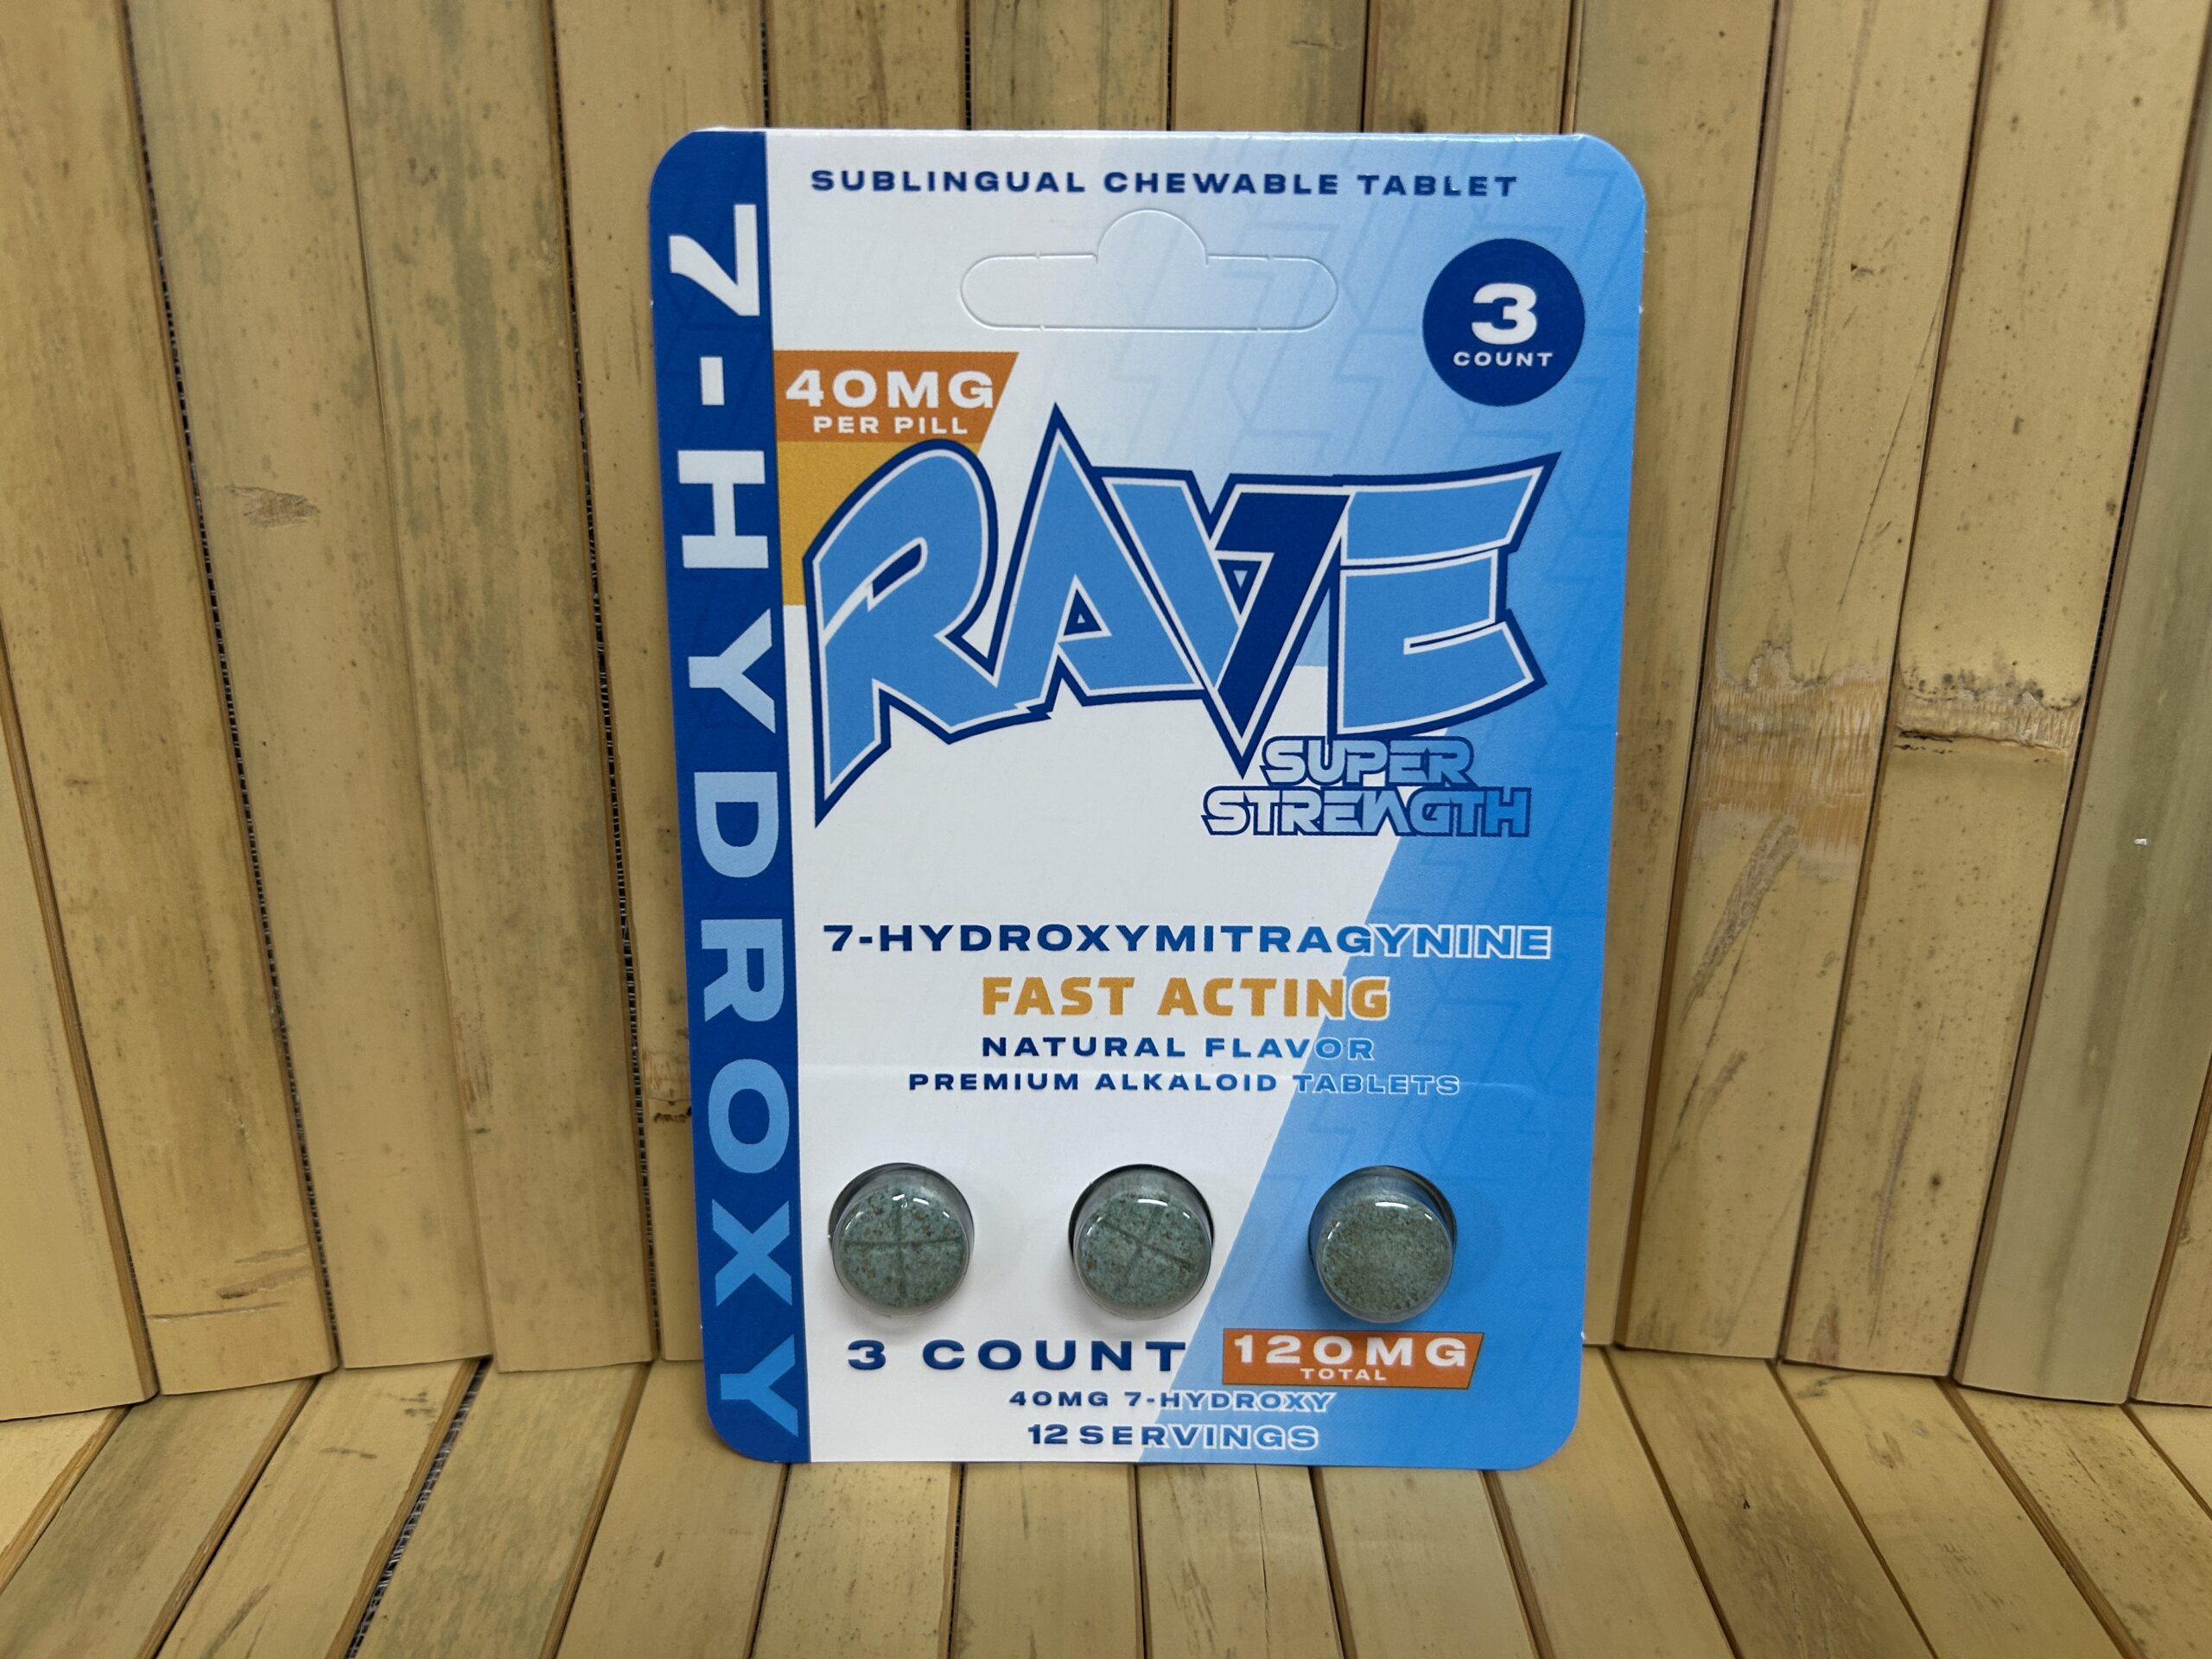 SUBLINGUAL CHEWABLE TABLET
3
COUNT
7-HYDROXY
40MG
PER PILL
RAV7E
SUPER
STRENGTH
7-HYDROXYMITRAGYNINE
FAST ACTING
NATURAL FLAVOR
PREMIUM ALKALOID TABLETS
3 COUNT
120MG
TOTAL
40MG 7-HYDROXY
12 SERVINGS